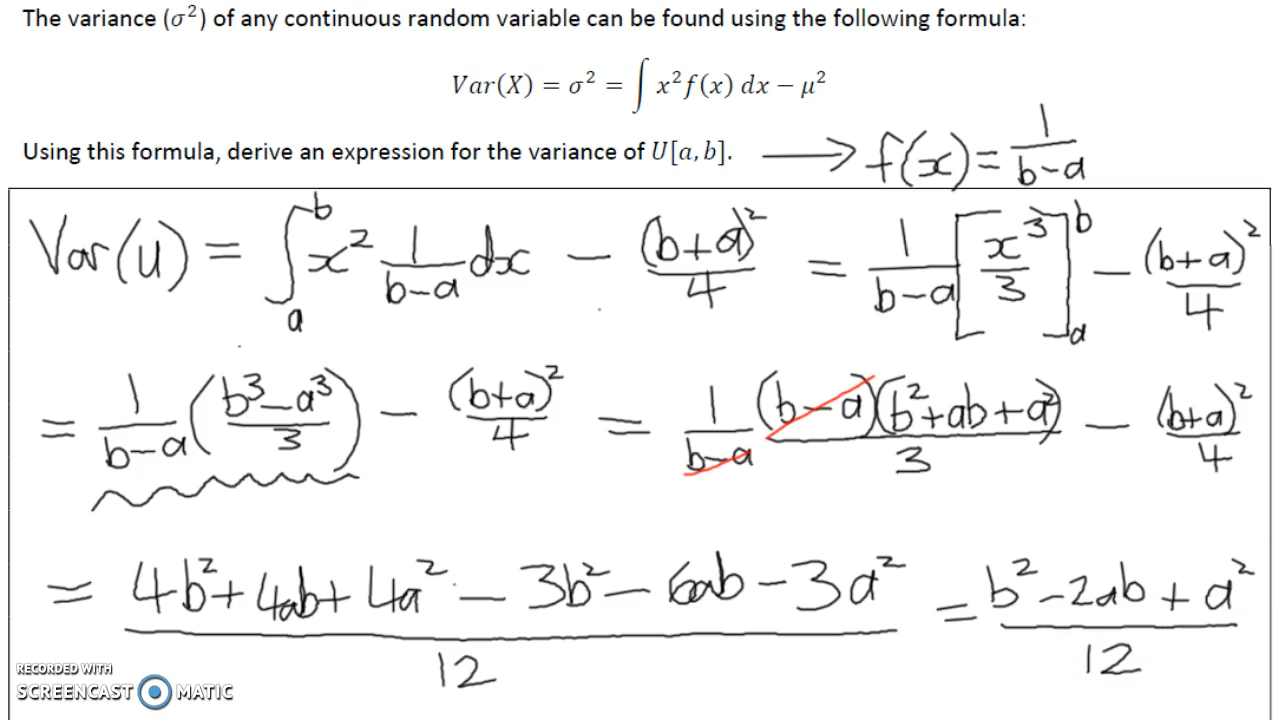 The variance (σ²) of any continuous random variable can be found using the following formula:
Var(X) = σ² = ∫ x² f(x) dx − μ²
Using this formula, derive an expression for the variance of U[a, b]. ⟶ f(x) = 1/(b−a)
Var(U) = ∫_a^b x² 1/(b−a) dx − (b+a)²/4 = 1/(b−a) [x³/3]_a^b − (b+a)²/4
= 1/(b−a) ((b³−a³)/3) − (b+a)²/4 = 1/(b−a) (b−a)(b²+ab+a²)/3 − (b+a)²/4
= (4b²+4ab+4a² − 3b² − 6ab − 3a²)/12 = (b² − 2ab + a²)/12
RECORDED WITH
SCREENCAST MATIC